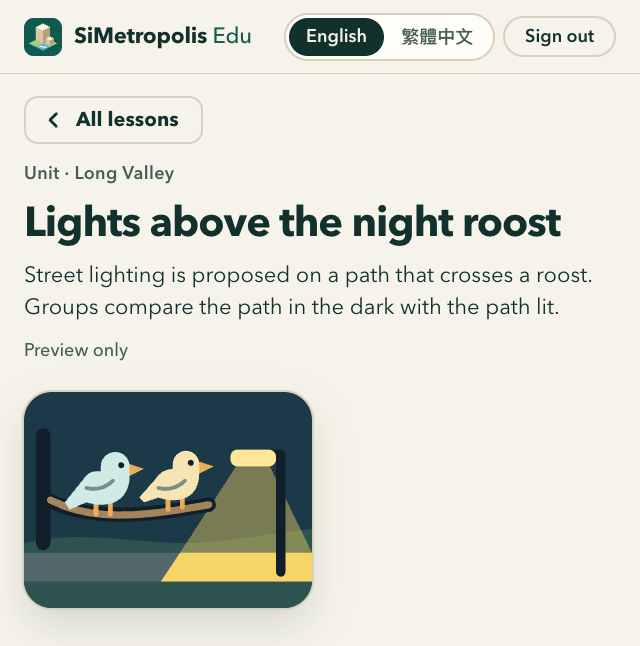 SiMetropolis Edu
English
繁體中文
Sign out
All lessons
Unit · Long Valley
Lights above the night roost
Street lighting is proposed on a path that crosses a roost.
Groups compare the path in the dark with the path lit.
Preview only